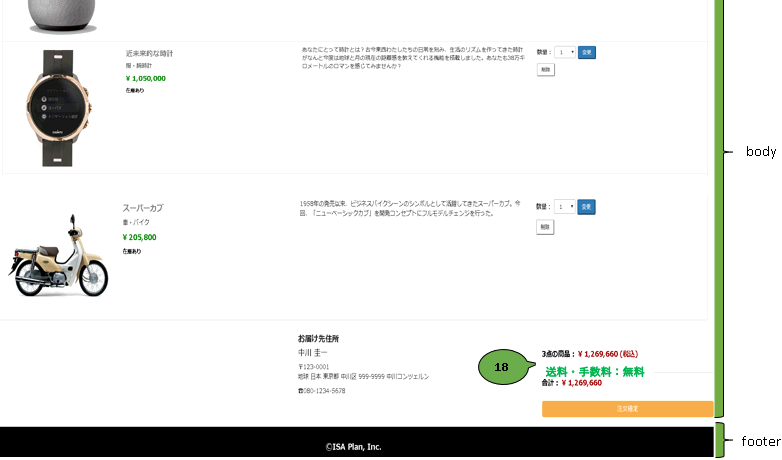 近未来的な時計
服・腕時計
¥ 1,050,000
在庫あり
あなたにとって時計とは？古今東西わたしたちの日常を刻み、生活のリズムを作ってきた時計
がなんと今度は地球と月の現在の距離感を教えてくれる機能を搭載しました。あなたも38万キ
ロメートルのロマンを感じてみませんか？
数量： 1 変更
削除
body
スーパーカブ
車・バイク
¥ 205,800
在庫あり
1958年の発売以来、ビジネスバイクシーンのシンボルとして活躍してきたスーパーカブ。今
回、「ニューベーシックカブ」を開発コンセプトにフルモデルチェンジを行った。
数量： 1 変更
削除
お届け先住所
中川 圭一
〒123-0001
地球 日本 東京都 中川区 999-9999 中川コンツェルン
☎080-1234-5678
18
3点の商品： ¥ 1,269,660 (税込)
送料・手数料：無料
合計： ¥ 1,269,660
注文確定
©ISA Plan, Inc.
footer